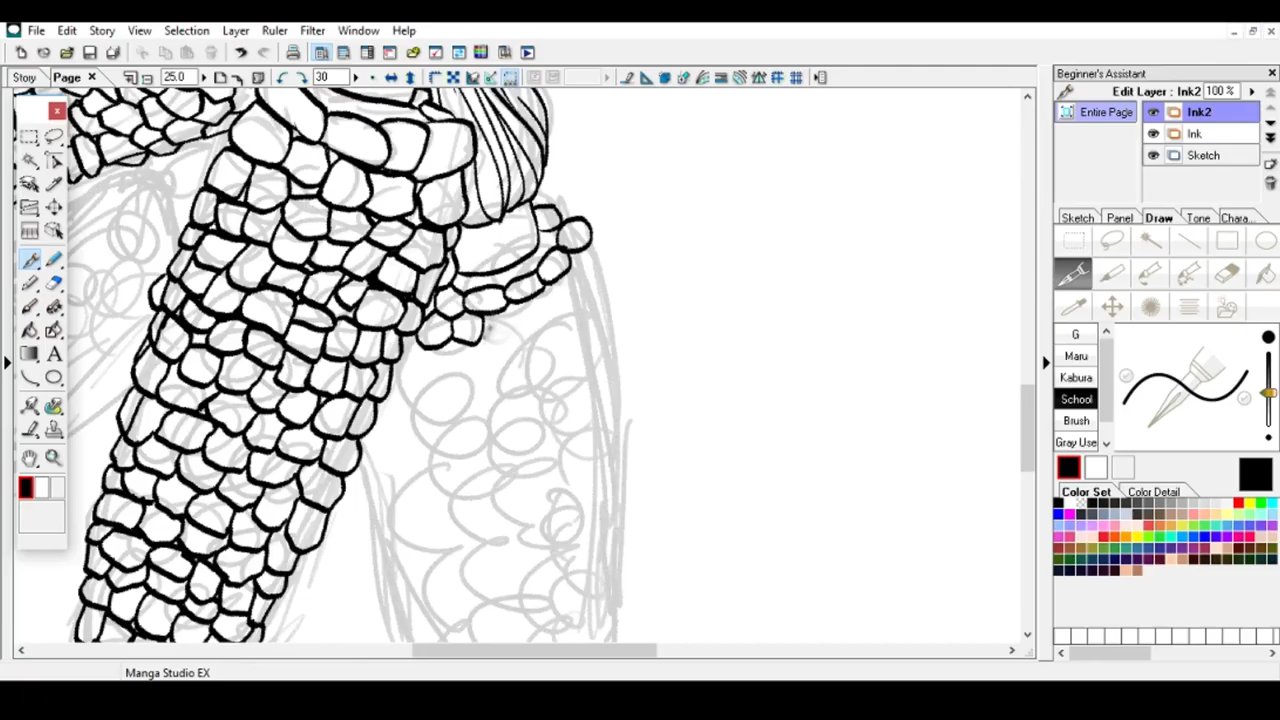 File Edit Story View Selection Layer Ruler Filter Window Help
Story Page 25.0 30
Beginner's Assistant
Edit Layer : Ink2 100 %
Entire Page Ink2
Ink
Sketch
Sketch Panel Draw Tone Chara...
G
Maru
Kabura
School
Brush
Gray Use
Color Set Color Detail
Manga Studio EX